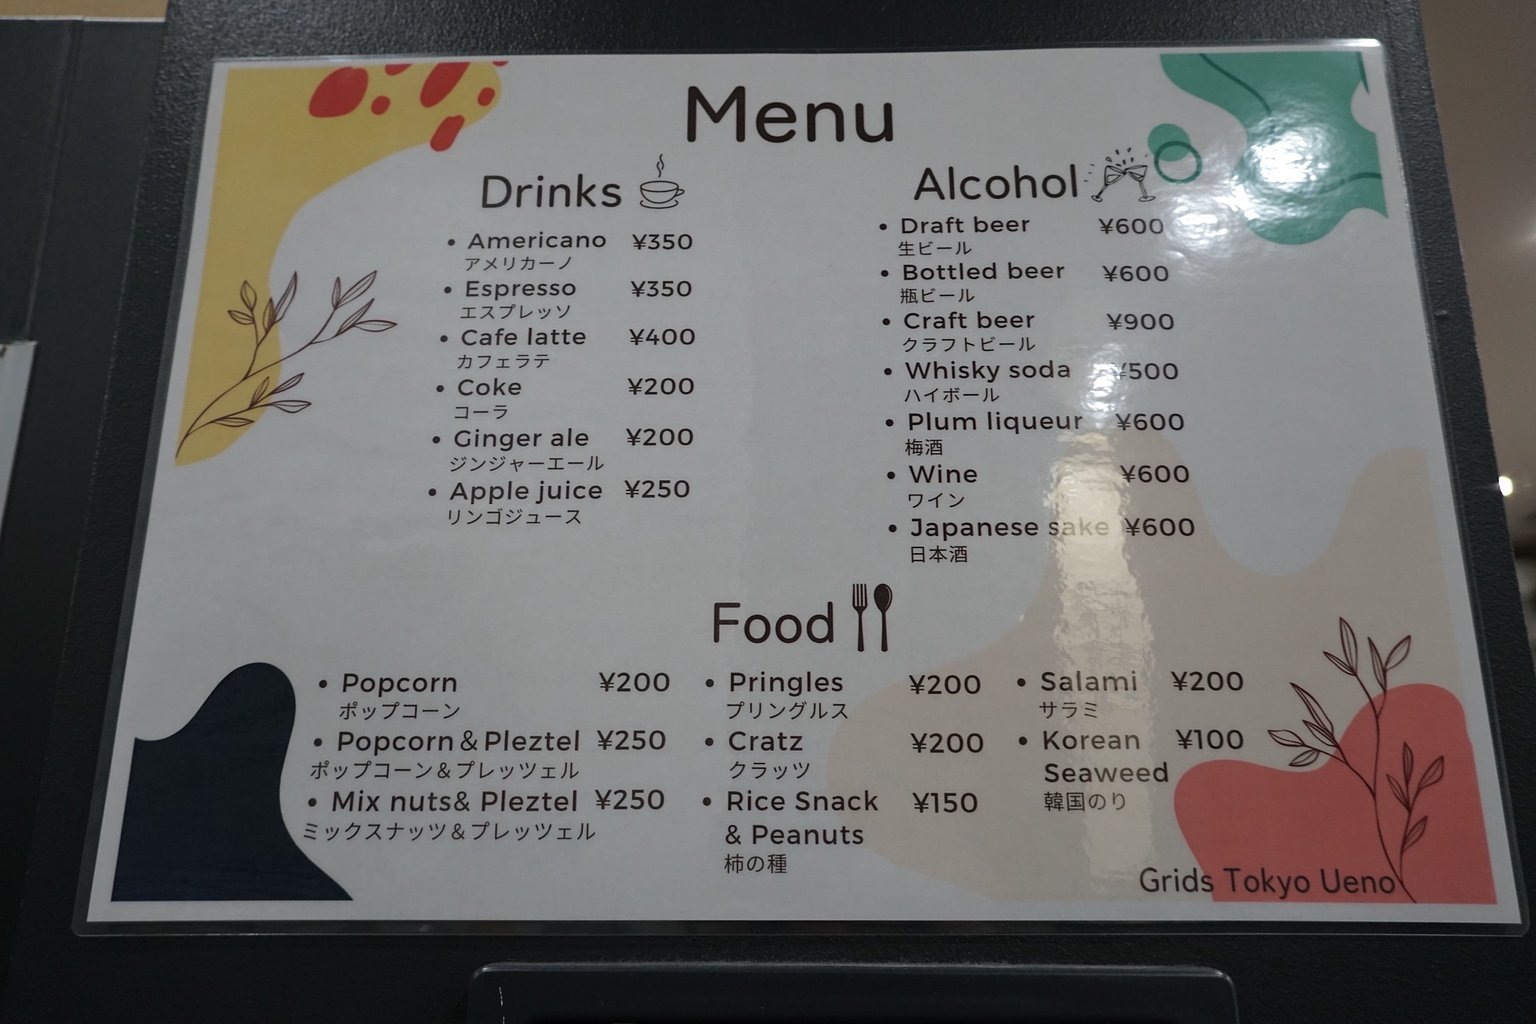 Menu
Drinks
• Americano ¥350
アメリカーノ
• Espresso ¥350
エスプレッソ
• Cafe latte ¥400
カフェラテ
• Coke ¥200
コーラ
• Ginger ale ¥200
ジンジャーエール
• Apple juice ¥250
リンゴジュース
Alcohol
• Draft beer ¥600
生ビール
• Bottled beer ¥600
瓶ビール
• Craft beer ¥900
クラフトビール
• Whisky soda ¥500
ハイボール
• Plum liqueur ¥600
梅酒
• Wine ¥600
ワイン
• Japanese sake ¥600
日本酒
Food
• Popcorn ¥200
ポップコーン
• Popcorn & Pleztel ¥250
ポップコーン＆プレッツェル
• Mix nuts& Pleztel ¥250
ミックスナッツ＆プレッツェル
• Pringles ¥200
プリングルス
• Cratz ¥200
クラッツ
• Rice Snack ¥150
& Peanuts
柿の種
• Salami ¥200
サラミ
• Korean ¥100
Seaweed
韓国のり
Grids Tokyo Ueno